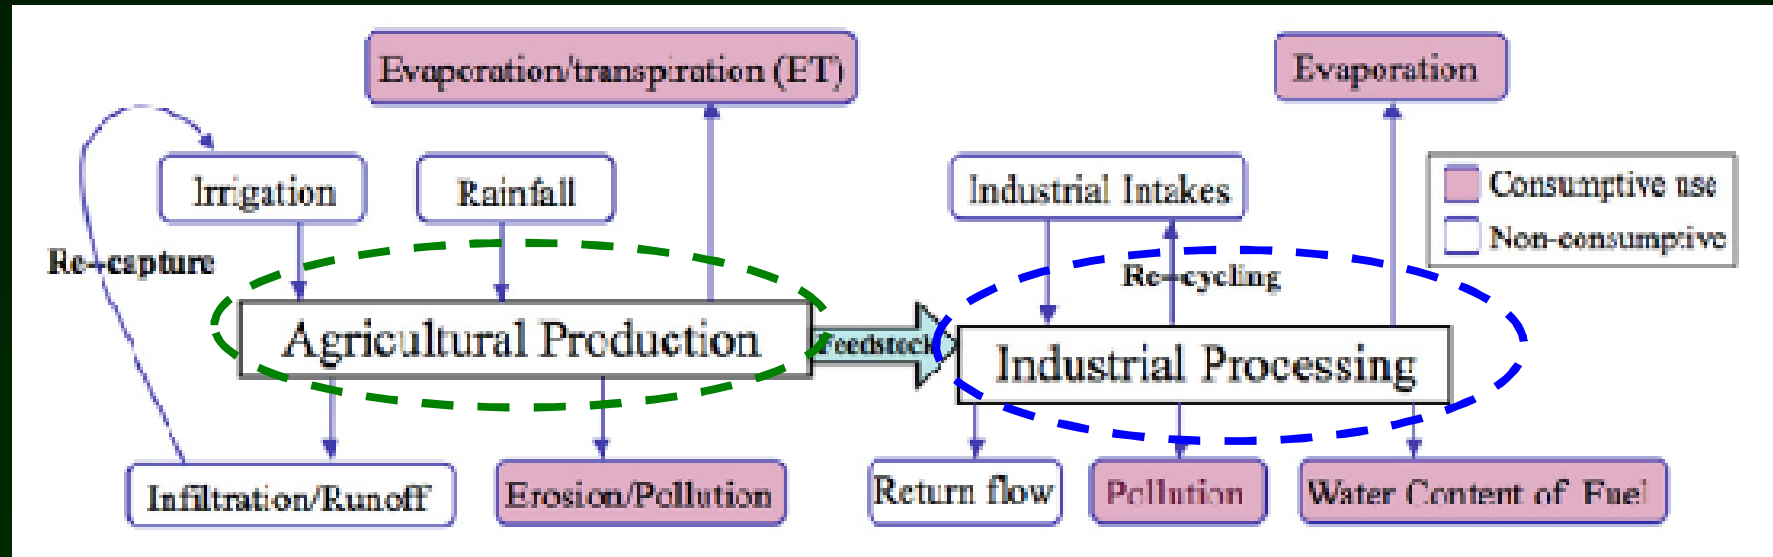 Evaporation/transpiration (ET)
Evaporation
Irrigation
Rainfall
Industrial Intakes
Consumptive use
Non-consumptive
Re-capture
Re-cycling
Agricultural Production
Feedstock
Industrial Processing
Infiltration/Runoff
Erosion/Pollution
Return flow
Pollution
Water Content of Fuel